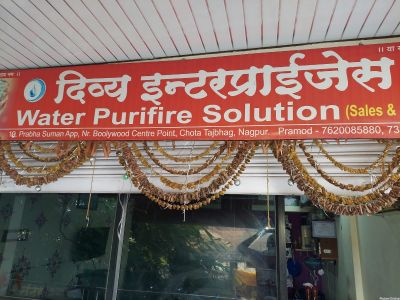 दिव्य इन्टरप्राईजेस
Water Purifire Solution (Sales &
10, Prabha Suman App, Nr. Boolywood Centre Point, Chota Tajbhag, Nagpur. Pramod - 7620085880, 73